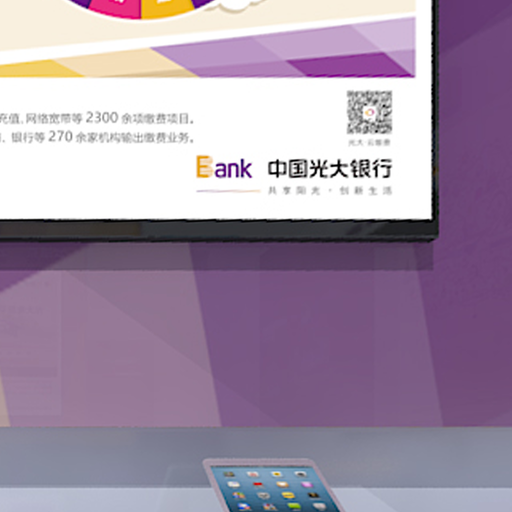 充值、网络宽带等 2300 余项缴费项目。
、银行等 270 余家机构输出缴费业务。
光大云缴费
Bank 中国光大银行
共享阳光·创新生活